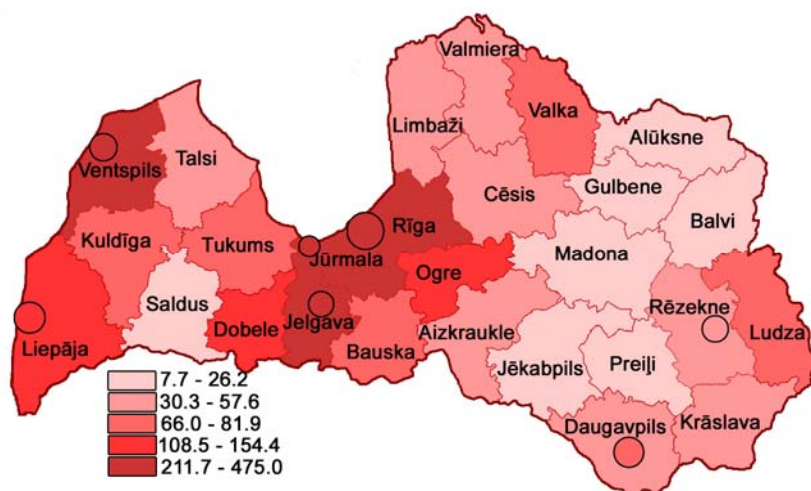 Valmiera
Valka
Limbaži
Alūksne
Ventspils
Talsi
Cēsis
Gulbene
Balvi
Rīga
Kuldīga
Tukums
Madona
Jūrmala
Ogre
Saldus
Rēzekne
Dobele
Jelgava
Aizkraukle
Ludza
Liepāja
Bauska
Jēkabpils
Preiļi
Daugavpils
Krāslava
7.7 - 26.2
30.3 - 57.6
66.0 - 81.9
108.5 - 154.4
211.7 - 475.0